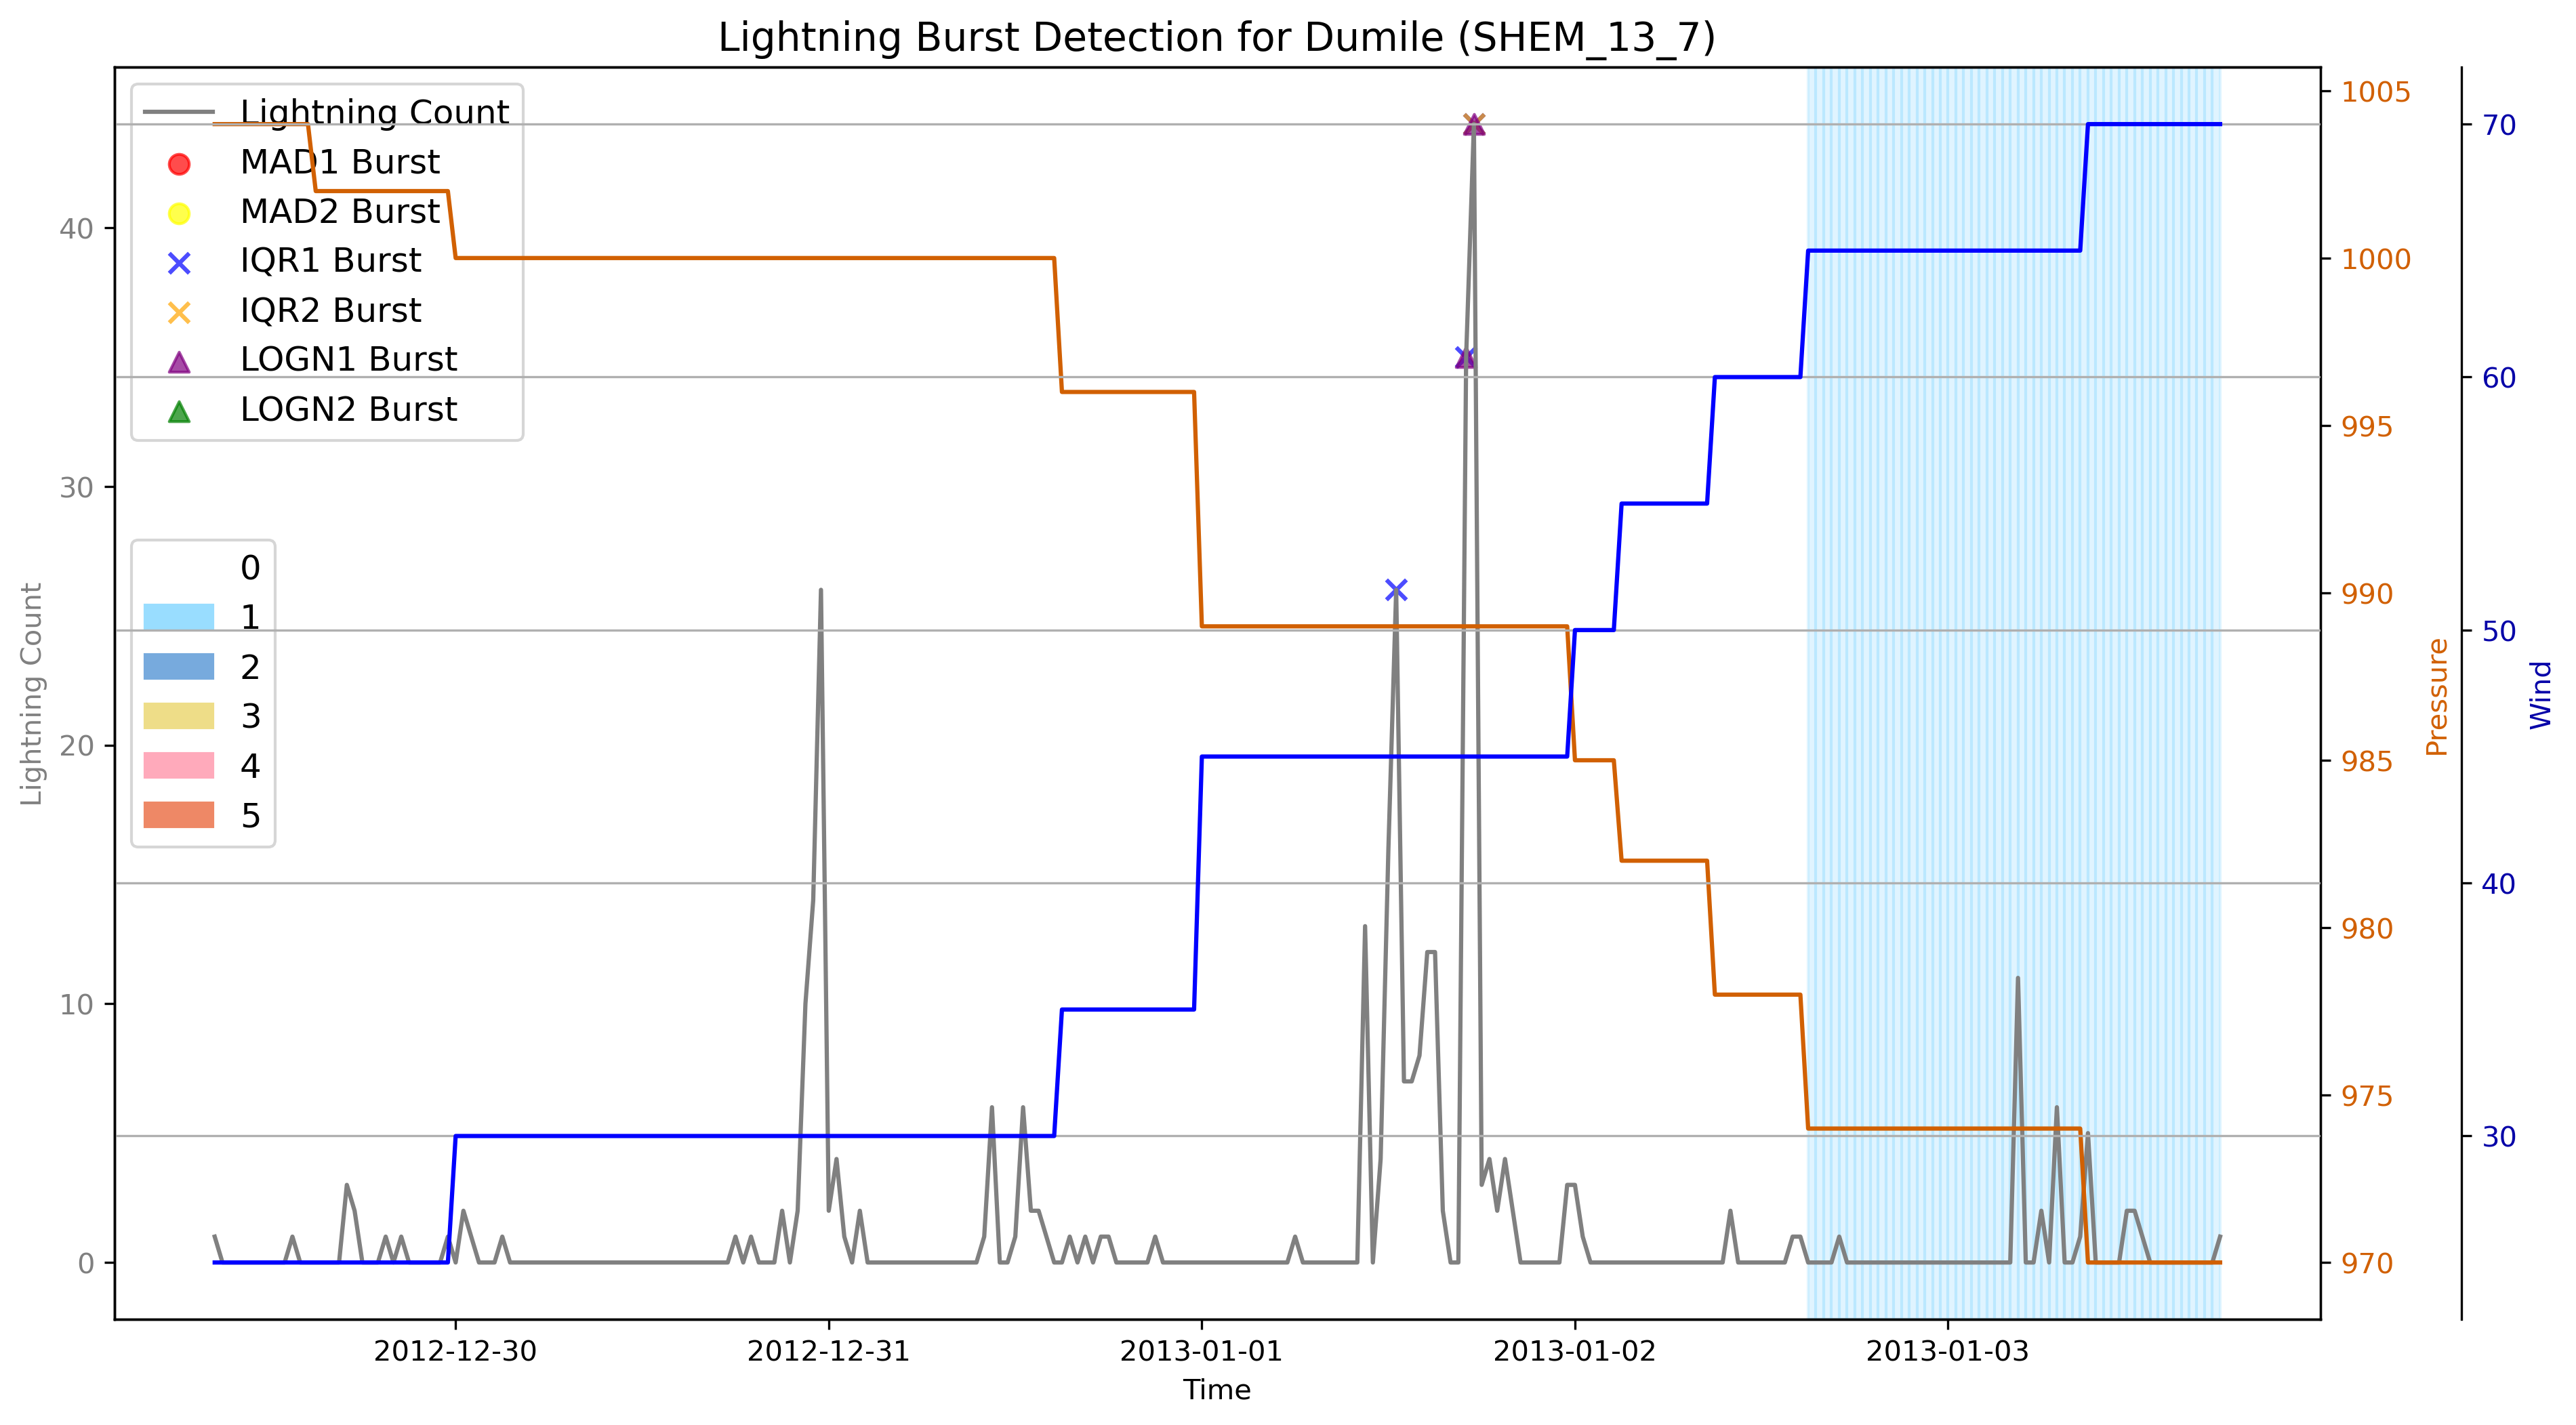 Lightning Burst Detection for Dumile (SHEM_13_7)
Lightning Count
MAD1 Burst
MAD2 Burst
IQR1 Burst
IQR2 Burst
LOGN1 Burst
LOGN2 Burst
0
1
2
3
4
5
Lightning Count
40
30
20
10
0
1005
1000
995
990
985
980
975
970
Pressure
70
60
50
40
30
Wind
2012-12-30
2012-12-31
2013-01-01
2013-01-02
2013-01-03
Time